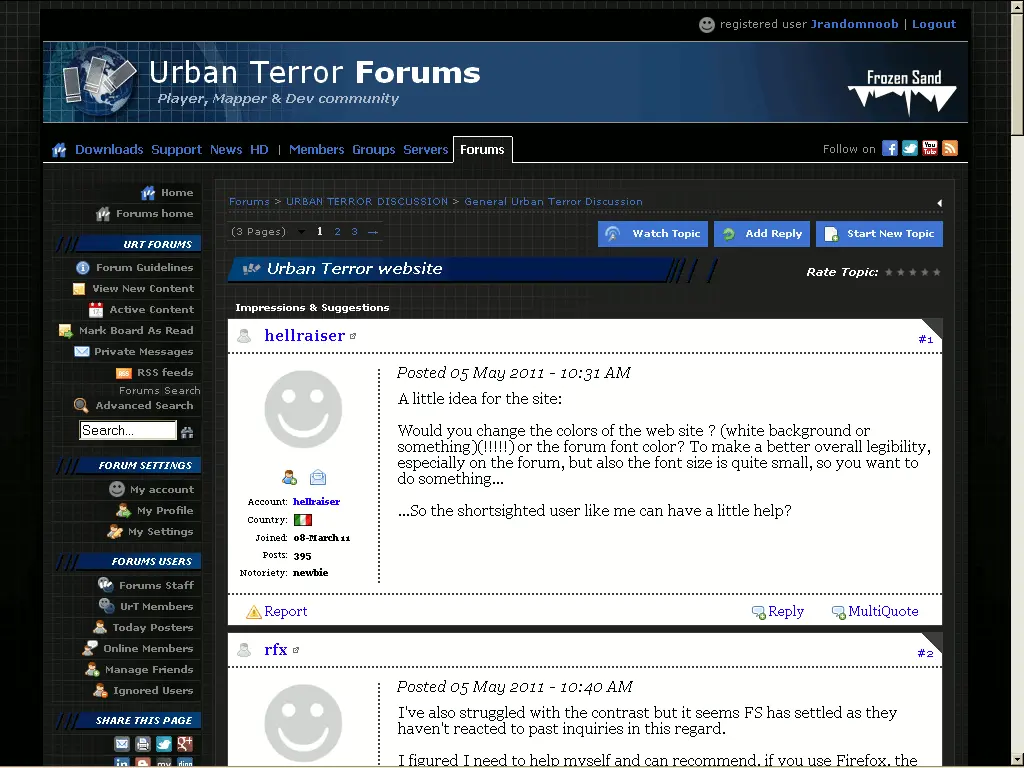 registered user Jrandomnoob | Logout
Urban Terror Forums
Player, Mapper & Dev community
Frozen Sand
Downloads Support News HD | Members Groups Servers Forums
Follow on
You Tube
Home
Forums home
URT FORUMS
Forum Guidelines
View New Content
Active Content
Mark Board As Read
Private Messages
RSS feeds
Forums Search
Advanced Search
Search...
FORUM SETTINGS
My account
My Profile
My Settings
FORUMS USERS
Forums Staff
UrT Members
Today Posters
Online Members
Manage Friends
Ignored Users
SHARE THIS PAGE
Forums > URBAN TERROR DISCUSSION > General Urban Terror Discussion
(3 Pages) 1 2 3 →
Watch Topic
Add Reply
Start New Topic
Urban Terror website
Rate Topic:
Impressions & Suggestions
hellraiser
#1
Posted 05 May 2011 - 10:31 AM
A little idea for the site:
Would you change the colors of the web site ? (white background or
something)(!!!!!) or the forum font color? To make a better overall legibility,
especially on the forum, but also the font size is quite small, so you want to
do something...
...So the shortsighted user like me can have a little help?
Account: hellraiser
Country:
Joined: 08-March 11
Posts: 395
Notoriety: newbie
Report
Reply
MultiQuote
rfx
#2
Posted 05 May 2011 - 10:40 AM
I've also struggled with the contrast but it seems FS has settled as they
haven't reacted to past inquiries in this regard.
I figured I need to help myself and can recommend, if you use Firefox, the